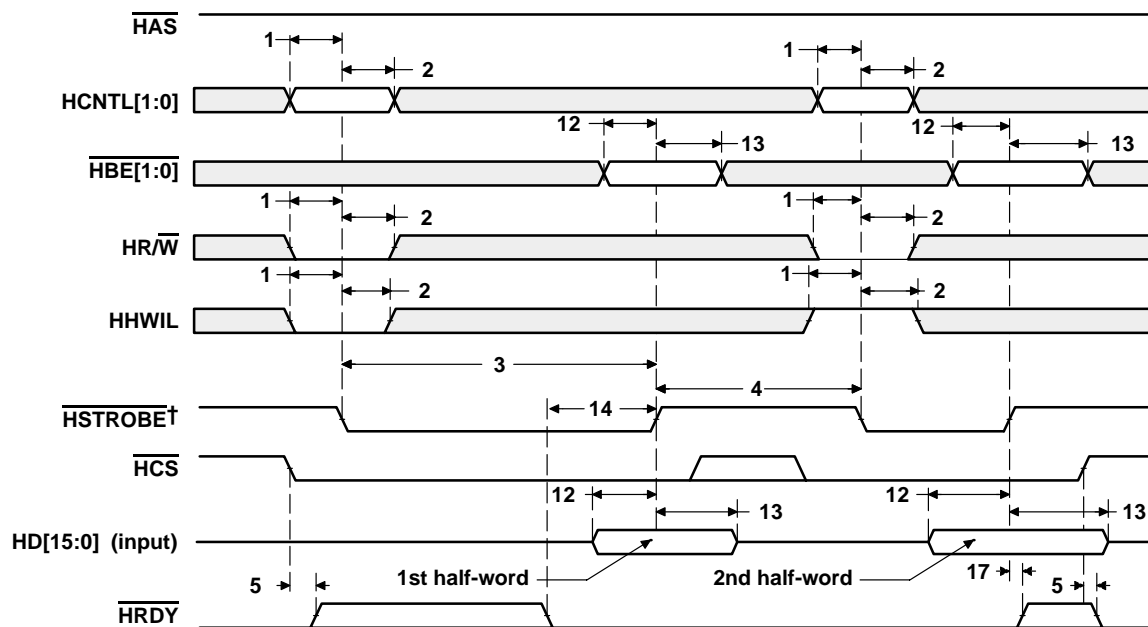 HAS
1
1
2
2
HCNTL[1:0]
12
12
13
13
HBE[1:0]
1
1
2
2
HR/W
1
1
2
2
HHWIL
3
4
14
HSTROBE†
HCS
12
12
13
13
HD[15:0] (input)
1st half-word
2nd half-word
5
17
5
HRDY